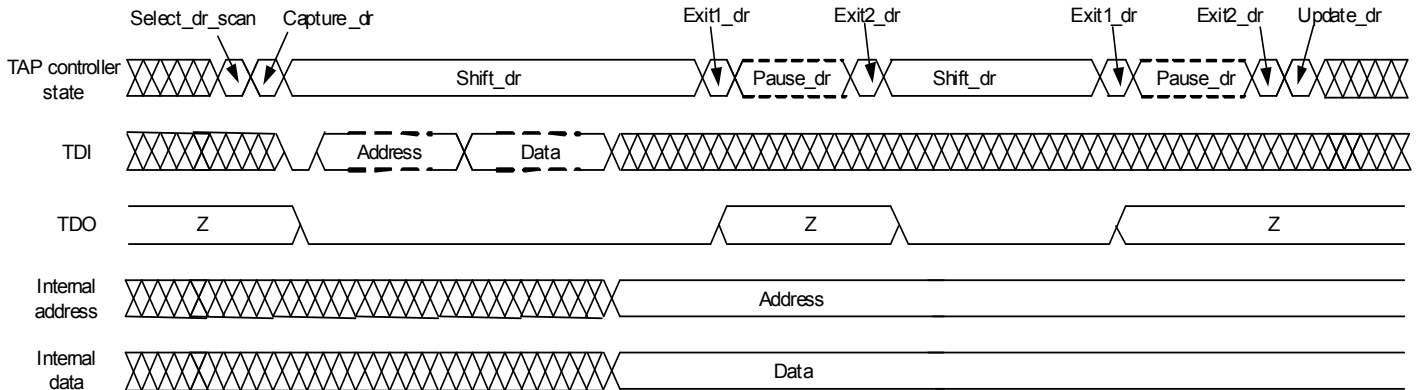 Select_dr_scan Capture_dr Exit1_dr Exit2_dr Exit1_dr Exit2_dr Update_dr
TAP controller
state
Shift_dr Pause_dr Shift_dr Pause_dr
TDI Address Data
TDO Z Z Z
Internal
address
Address
Internal
data
Data